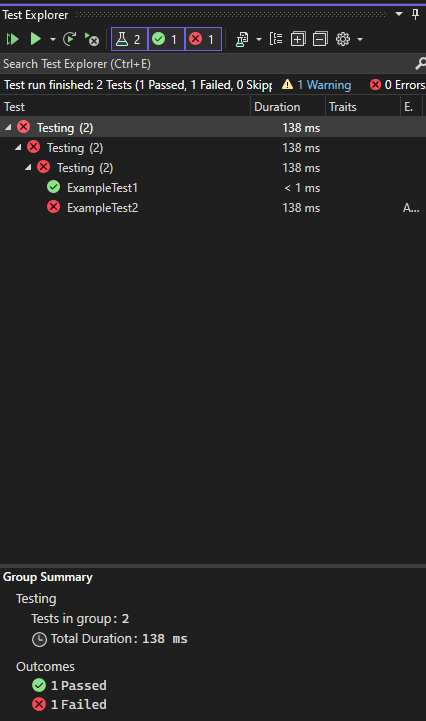 Test Explorer
2 1 1
Search Test Explorer (Ctrl+E)
Test run finished: 2 Tests (1 Passed, 1 Failed, 0 Skipp 1 Warning 0 Errors
Test Duration Traits E.
Testing (2) 138 ms
Testing (2) 138 ms
Testing (2) 138 ms
ExampleTest1 < 1 ms
ExampleTest2 138 ms A...
Group Summary
Testing
Tests in group: 2
Total Duration: 138 ms
Outcomes
1 Passed
1 Failed